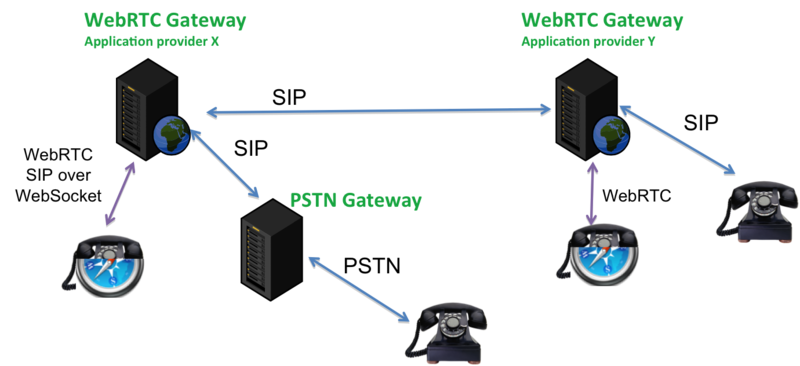 WebRTC Gateway
Application provider X
WebRTC Gateway
Application provider Y
SIP
SIP
SIP
WebRTC
SIP over
WebSocket
WebRTC
PSTN Gateway
PSTN